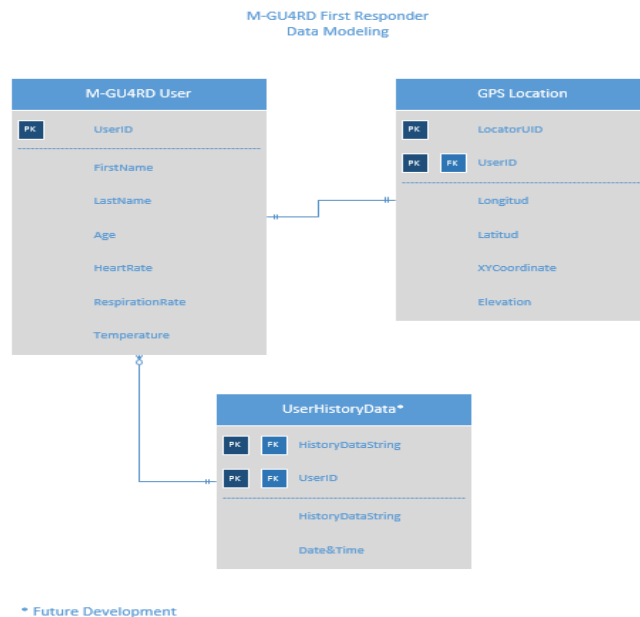 M-GU4RD First Responder
Data Modeling
M-GU4RD User
PK UserID
FirstName
LastName
Age
HeartRate
RespirationRate
Temperature
GPS Location
PK LocatorUID
PK FK UserID
Longitud
Latitud
XYCoordinate
Elevation
UserHistoryData*
PK FK HistoryDataString
PK FK UserID
HistoryDataString
Date&Time
* Future Development